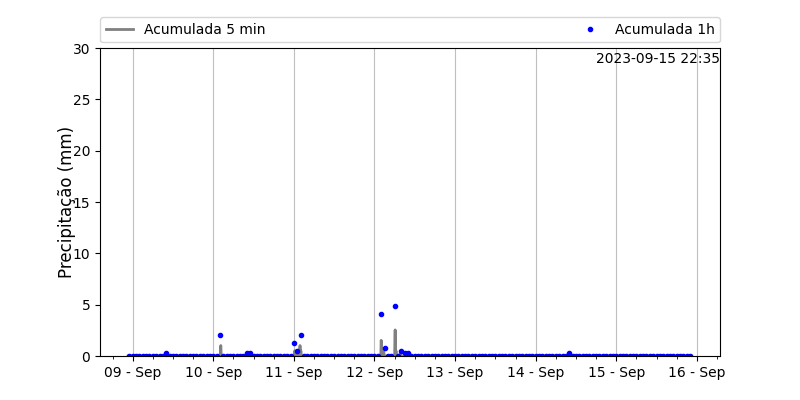 Acumulada 5 min
Acumulada 1h
2023-09-15 22:35
Precipitação (mm)
30
25
20
15
10
5
0
09 - Sep
10 - Sep
11 - Sep
12 - Sep
13 - Sep
14 - Sep
15 - Sep
16 - Sep